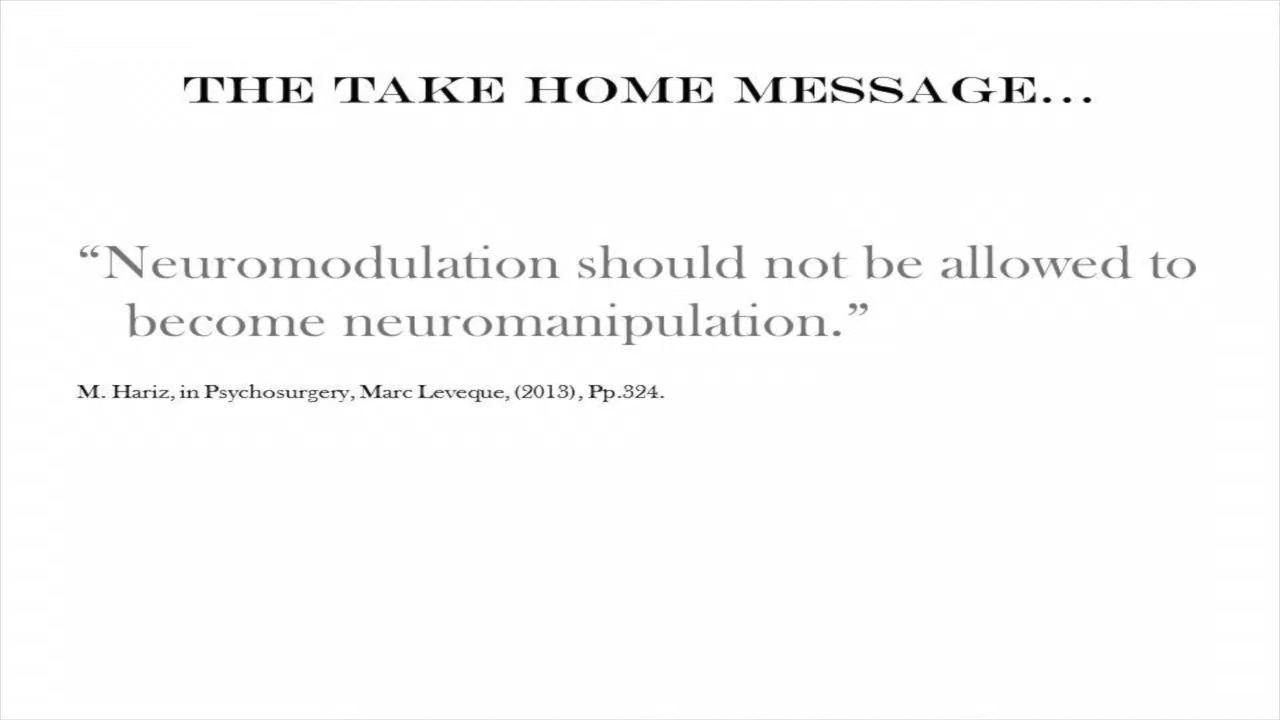 THE TAKE HOME MESSAGE...
“Neuromodulation should not be allowed to
become neuromanipulation.”
M. Hariz, in Psychosurgery, Marc Leveque, (2013), Pp.324.